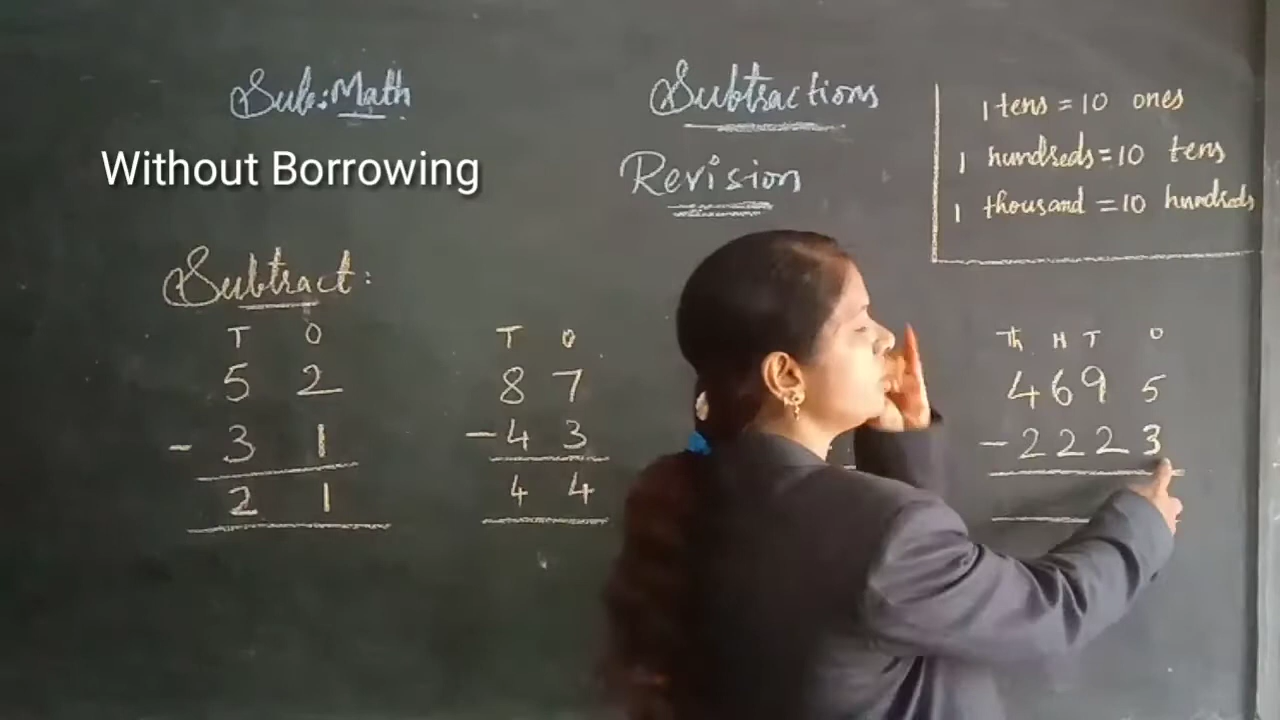 Sub: Math
Subtractions
Without Borrowing
Revision
1 tens = 10 ones
1 hundreds = 10 tens
1 thousand = 10 hundreds
Subtract:
T O
5 2
- 3 1
2 1
T O
8 7
- 4 3
4 4
Th H T O
4 6 9 5
- 2 2 2 3